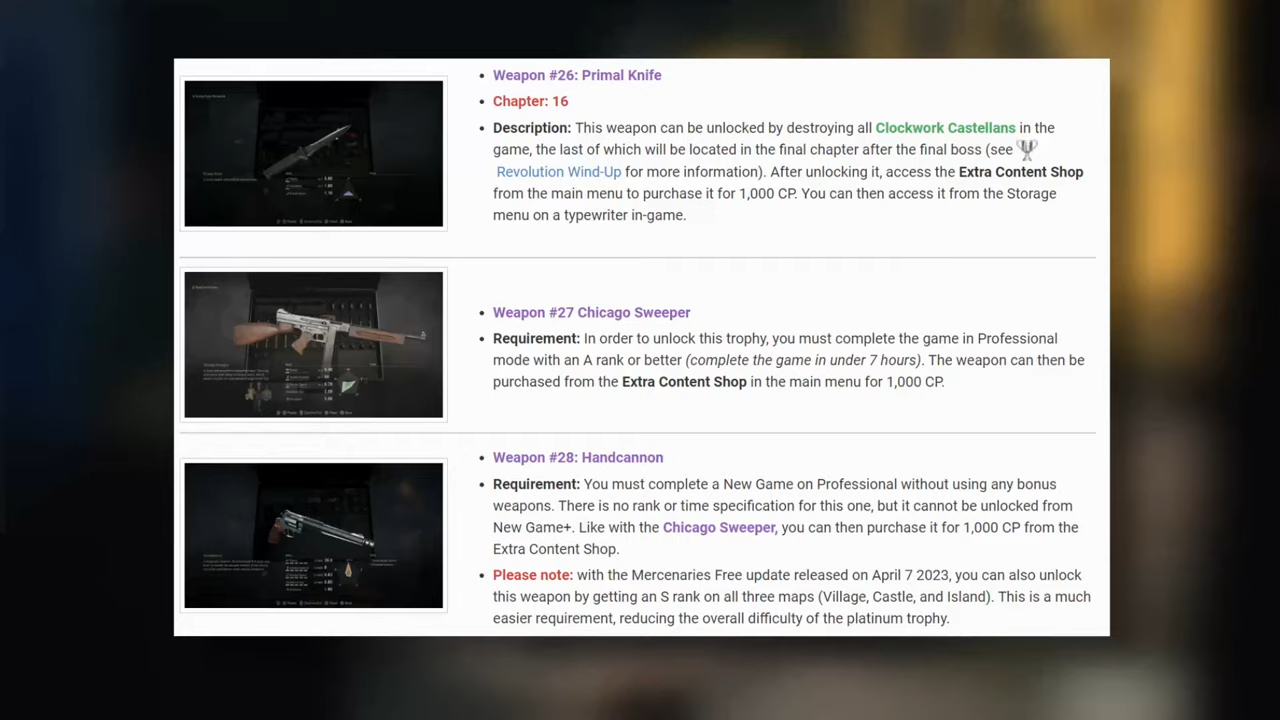 Weapon #26: Primal Knife
Chapter: 16
Description: This weapon can be unlocked by destroying all Clockwork Castellans in the
game, the last of which will be located in the final chapter after the final boss (see
Revolution Wind-Up for more information). After unlocking it, access the Extra Content Shop
from the main menu to purchase it for 1,000 CP. You can then access it from the Storage
menu on a typewriter in-game.
Weapon #27 Chicago Sweeper
Requirement: In order to unlock this trophy, you must complete the game in Professional
mode with an A rank or better (complete the game in under 7 hours). The weapon can then be
purchased from the Extra Content Shop in the main menu for 1,000 CP.
Weapon #28: Handcannon
Requirement: You must complete a New Game on Professional without using any bonus
weapons. There is no rank or time specification for this one, but it cannot be unlocked from
New Game+. Like with the Chicago Sweeper, you can then purchase it for 1,000 CP from the
Extra Content Shop.
Please note: with the Mercenaries Free Update released on April 7 2023, you can also unlock
this weapon by getting an S rank on all three maps (Village, Castle, and Island). This is a much
easier requirement, reducing the overall difficulty of the platinum trophy.